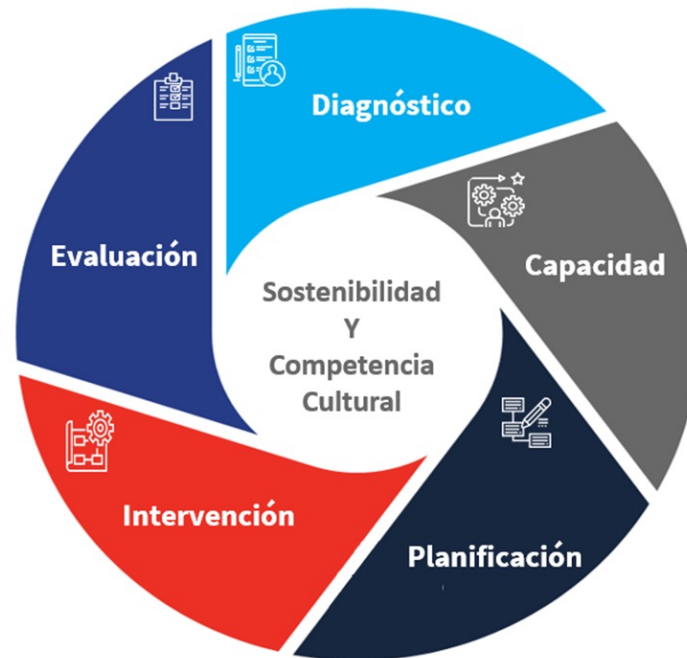 Diagnóstico
Capacidad
Planificación
Intervención
Evaluación
Sostenibilidad
Y
Competencia
Cultural